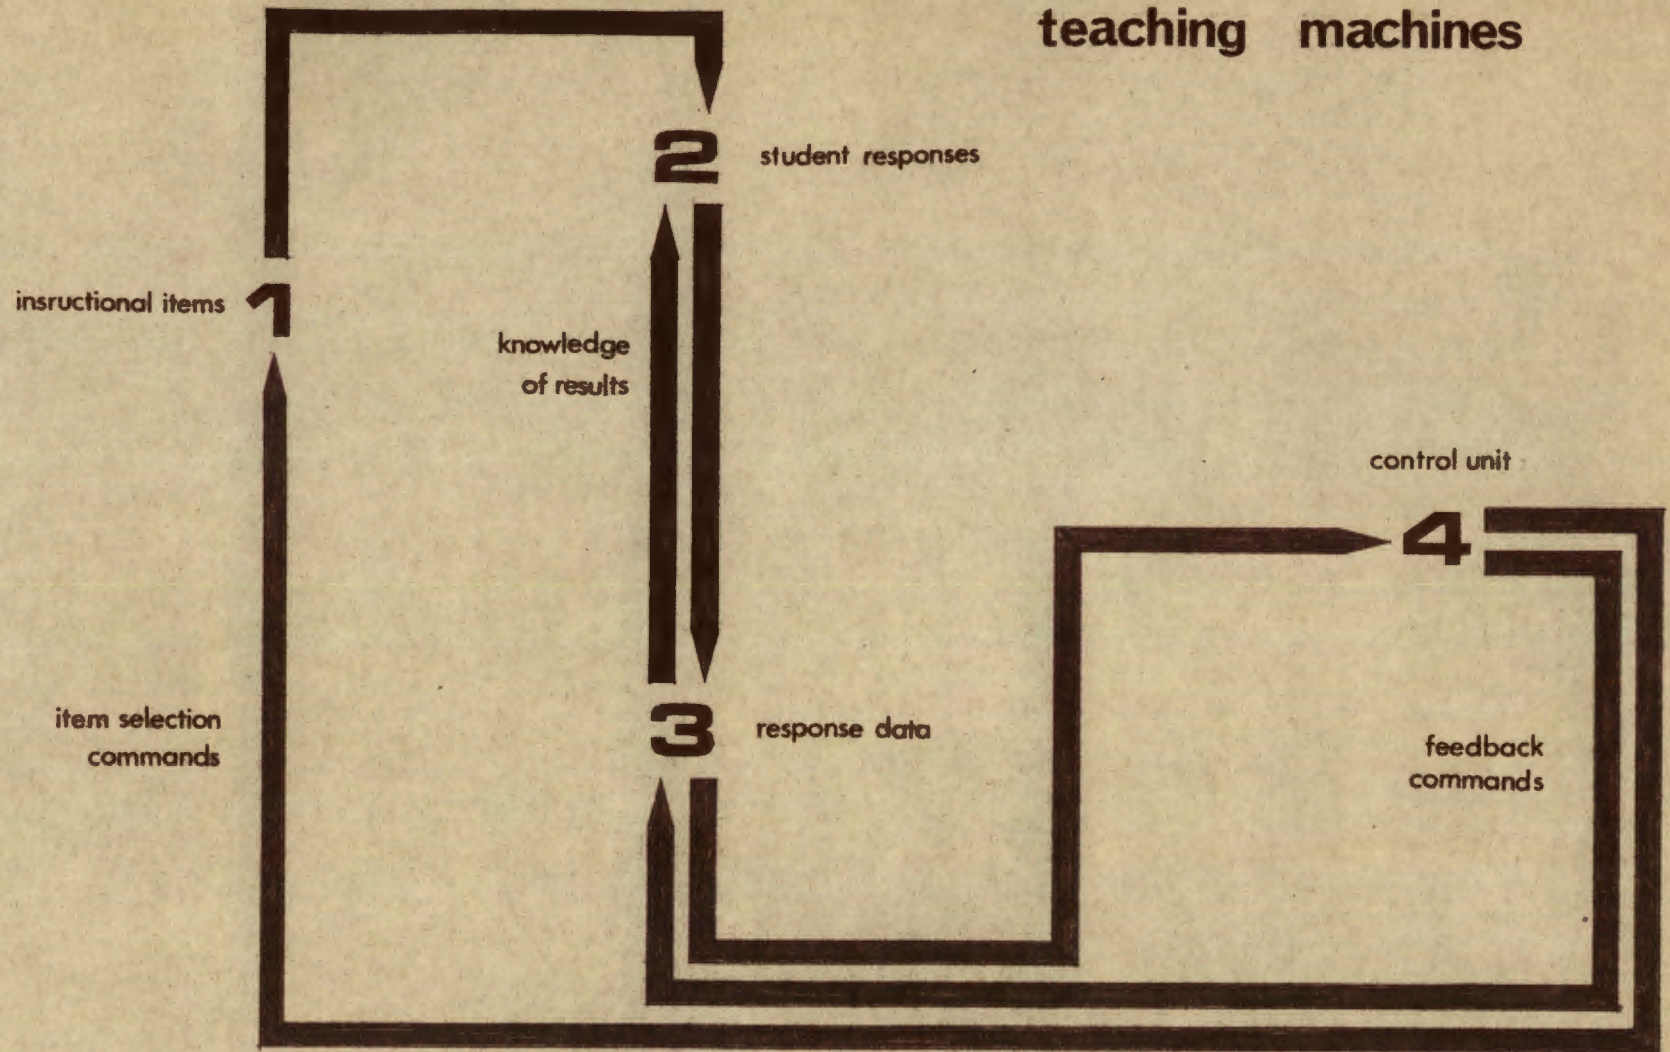 teaching machines
2 student responses
insructional items 1
knowledge
of results
control unit
4
item selection
commands
3 response data
feedback
commands